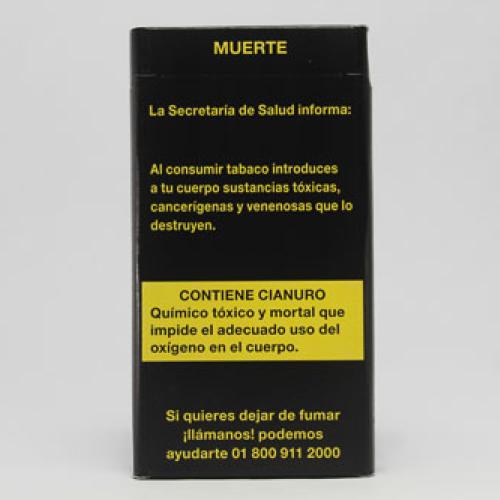 MUERTE
La Secretaría de Salud informa:
Al consumir tabaco introduces
a tu cuerpo sustancias tóxicas,
cancerígenas y venenosas que lo
destruyen.
CONTIENE CIANURO
Químico tóxico y mortal que
impide el adecuado uso del
oxígeno en el cuerpo.
Si quieres dejar de fumar
¡llámanos! podemos
ayudarte 01 800 911 2000